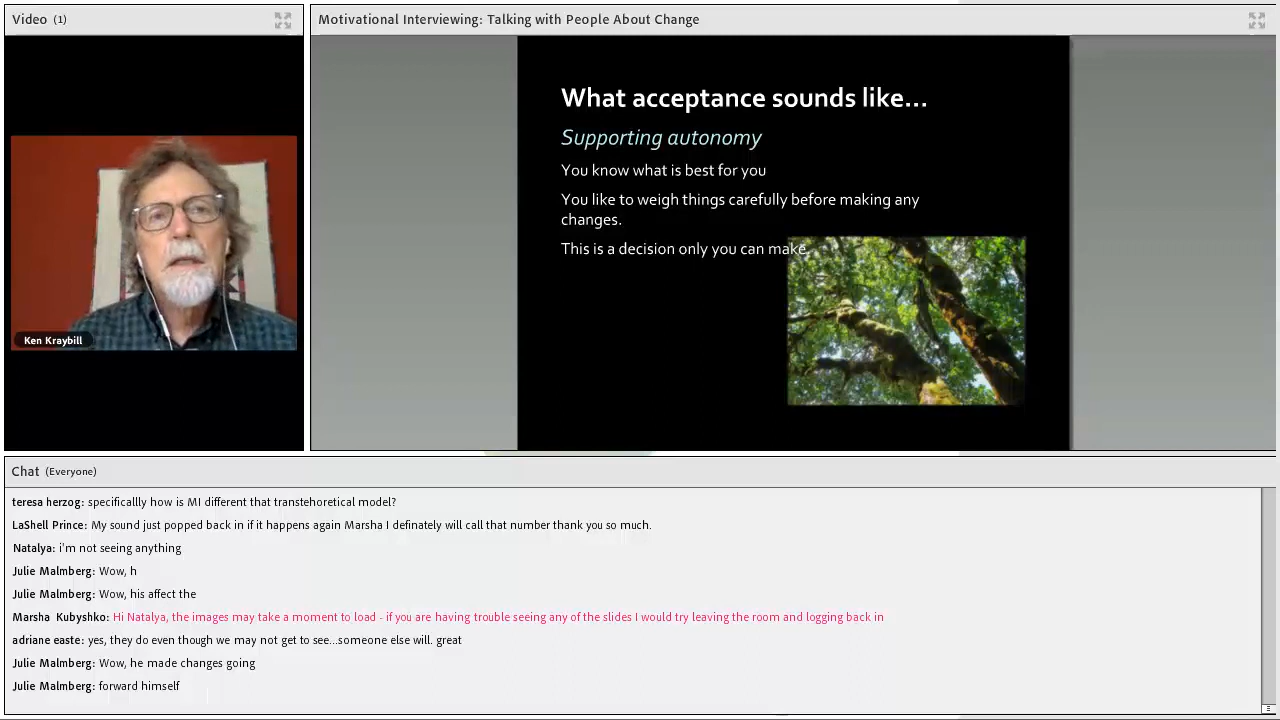 Video (1)
Motivational Interviewing: Talking with People About Change
What acceptance sounds like...
Supporting autonomy
You know what is best for you
You like to weigh things carefully before making any
changes.
This is a decision only you can make.
Ken Kraybill
Chat (Everyone)
teresa herzog: specificallly how is MI different that transtehoretical model?
LaShell Prince: My sound just popped back in if it happens again Marsha I definately will call that number thank you so much.
Natalya: i'm not seeing anything
Julie Malmberg: Wow, h
Julie Malmberg: Wow, his affect the
Marsha Kubyshko: Hi Natalya, the images may take a moment to load - if you are having trouble seeing any of the slides I would try leaving the room and logging back in
adriane easte: yes, they do even though we may not get to see...someone else will. great
Julie Malmberg: Wow, he made changes going
Julie Malmberg: forward himself